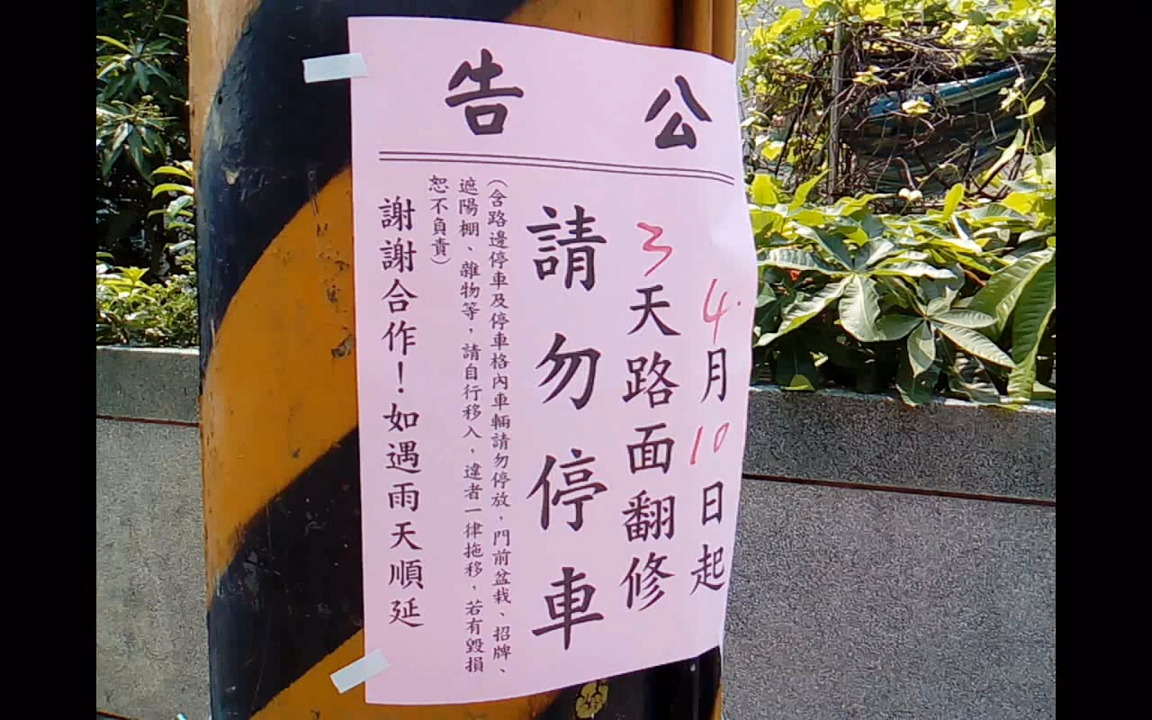 公告
4月10日起
3天路面翻修
請勿停車
(含路邊停車及停車格內車輛請勿停放，門前盆栽、招牌、
遮陽棚、雜物等，請自行移入，違者一律拖移，若有毀損
恕不負責)
謝謝合作！如遇雨天順延